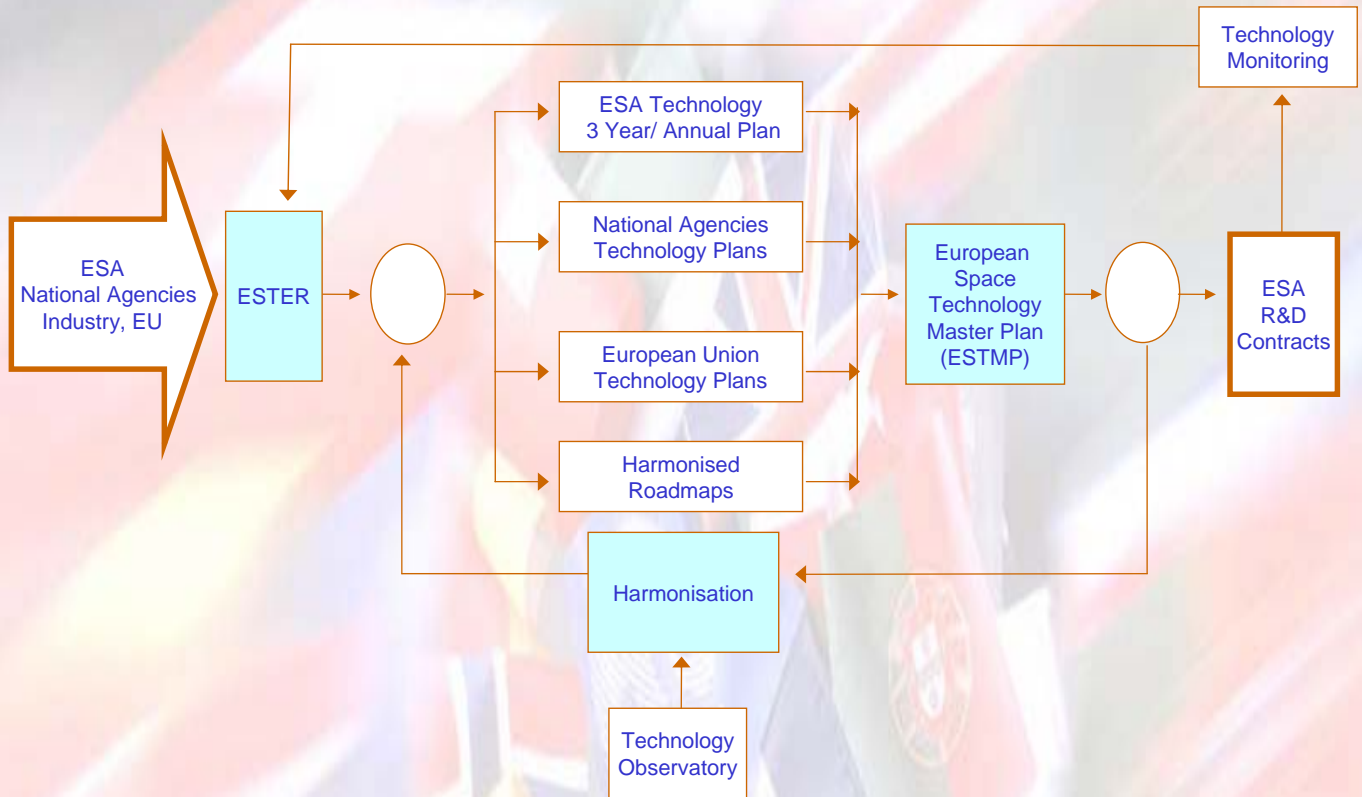 Technology
Monitoring
ESA Technology
3 Year/ Annual Plan
National Agencies
Technology Plans
ESA
National Agencies
Industry, EU
ESTER
European
Space
Technology
Master Plan
(ESTMP)
ESA
R&D
Contracts
European Union
Technology Plans
Harmonised
Roadmaps
Harmonisation
Technology
Observatory